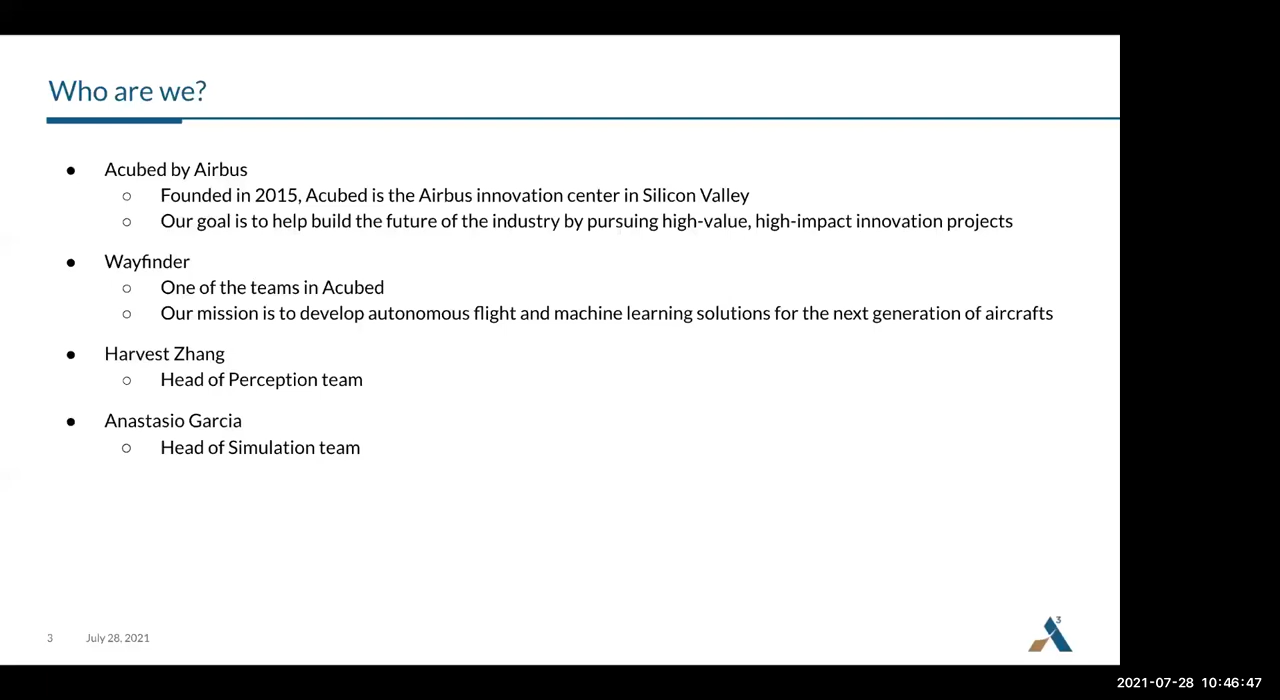 Who are we?
● Acubed by Airbus
○ Founded in 2015, Acubed is the Airbus innovation center in Silicon Valley
○ Our goal is to help build the future of the industry by pursuing high-value, high-impact innovation projects
● Wayfinder
○ One of the teams in Acubed
○ Our mission is to develop autonomous flight and machine learning solutions for the next generation of aircrafts
● Harvest Zhang
○ Head of Perception team
● Anastasio Garcia
○ Head of Simulation team
3 July 28, 2021
3
2021-07-28 10:46:47